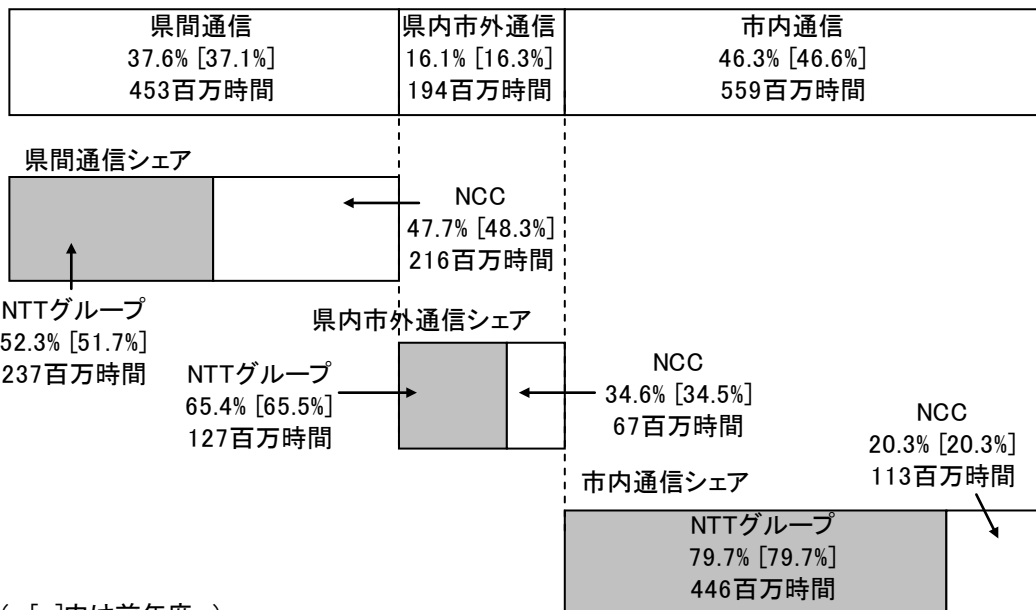 県間通信
37.6% [37.1%]
453百万時間
県内市外通信
16.1% [16.3%]
194百万時間
市内通信
46.3% [46.6%]
559百万時間
県間通信シェア
NCC
47.7% [48.3%]
216百万時間
NTTグループ
52.3% [51.7%]
237百万時間
県内市外通信シェア
NTTグループ
65.4% [65.5%]
127百万時間
NCC
34.6% [34.5%]
67百万時間
NCC
20.3% [20.3%]
113百万時間
市内通信シェア
NTTグループ
79.7% [79.7%]
446百万時間
( [ ]内は前年度 )